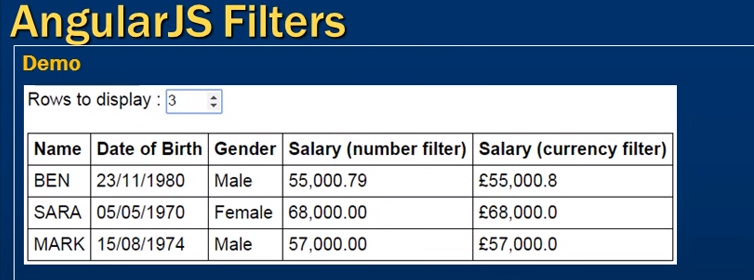 AngularJS Filters
Demo
Rows to display : 3
Name Date of Birth Gender Salary (number filter) Salary (currency filter)
BEN 23/11/1980 Male 55,000.79 £55,000.8
SARA 05/05/1970 Female 68,000.00 £68,000.0
MARK 15/08/1974 Male 57,000.00 £57,000.0